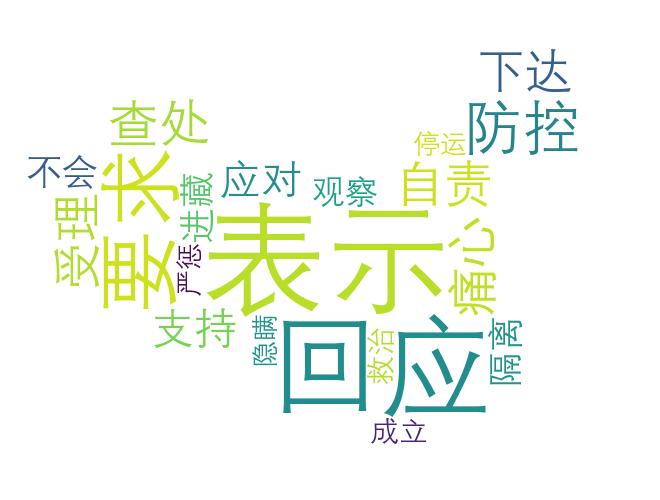 下达
查处
防控
停运
不会
要求
应对
观察
自责
进藏
受理
表示
痛心
严惩
支持
隐瞒
回应
救治
隔离
成立